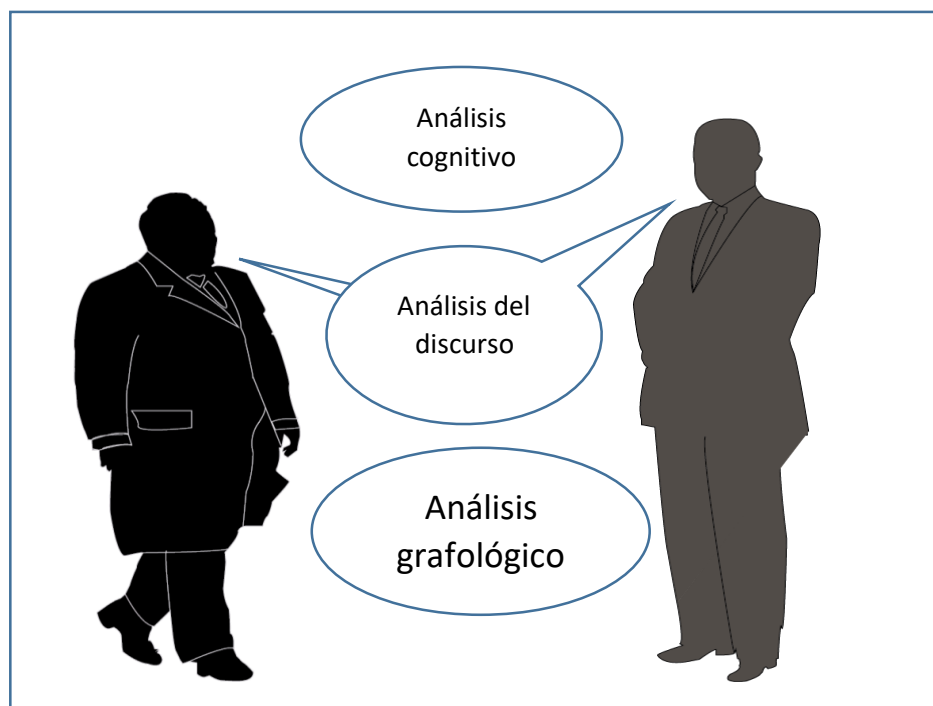 Análisis
cognitivo
Análisis del
discurso
Análisis
grafológico